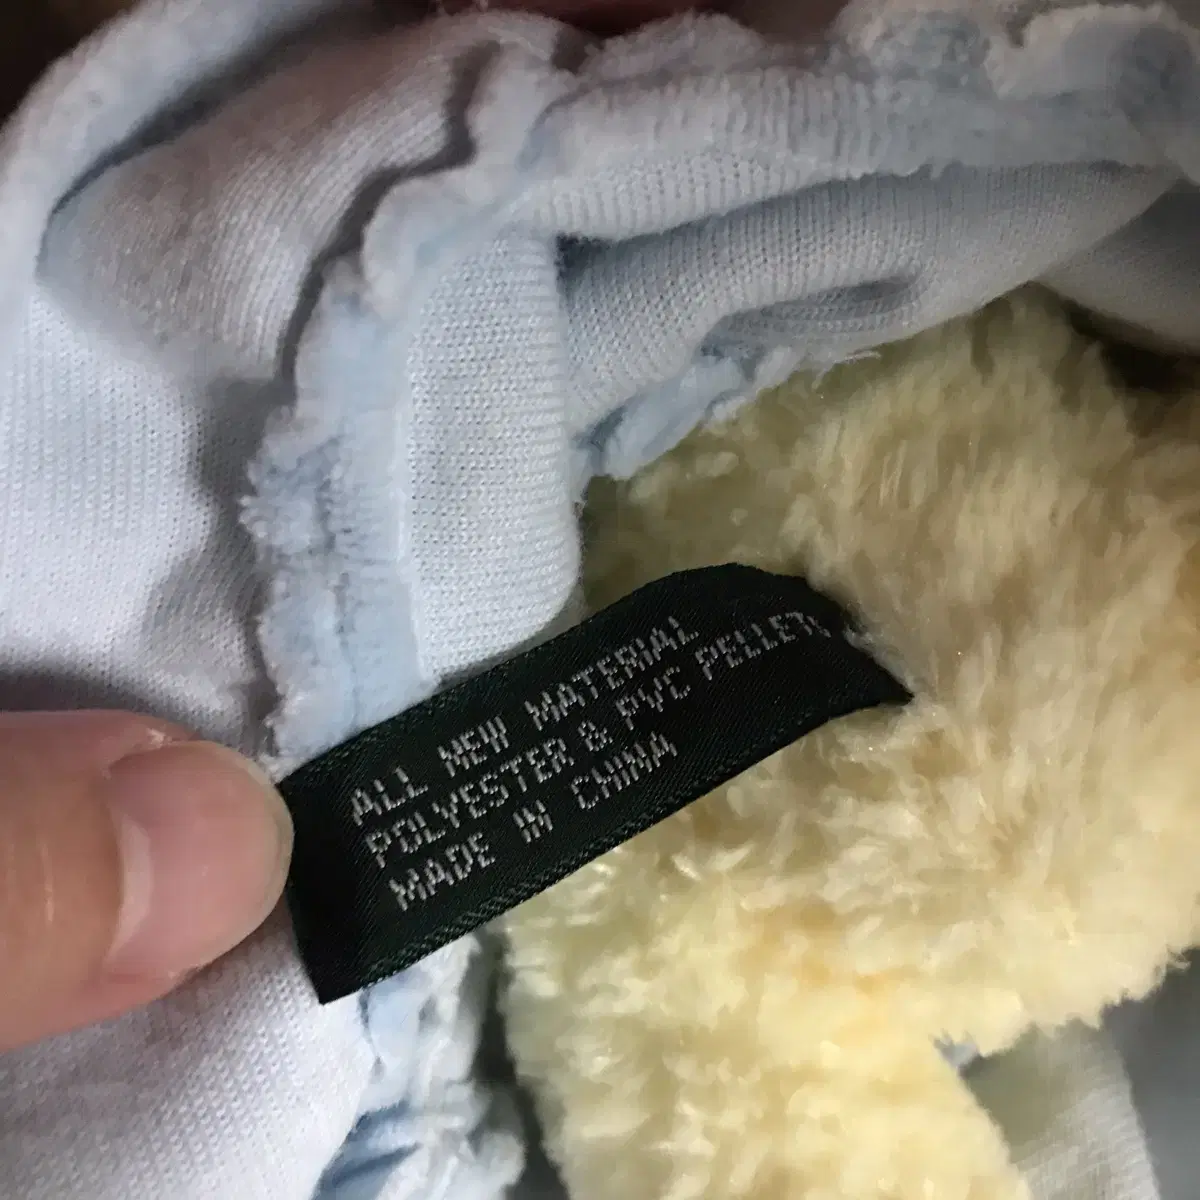 ALL NEW MATERIAL
POLYESTER & PVC PELLETS
MADE IN CHINA